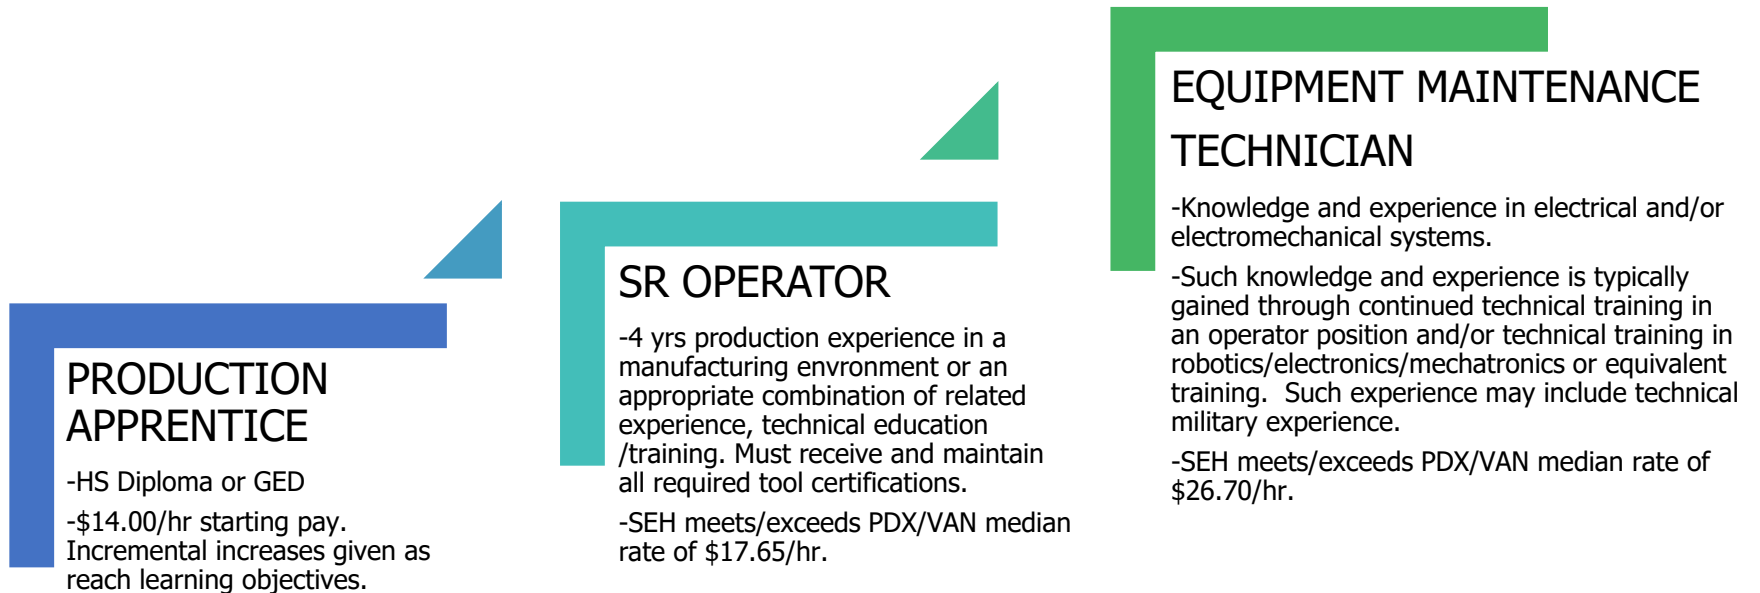 PRODUCTION
APPRENTICE
-HS Diploma or GED
-$14.00/hr starting pay.
Incremental increases given as
reach learning objectives.
SR OPERATOR
-4 yrs production experience in a
manufacturing envronment or an
appropriate combination of related
experience, technical education
/training. Must receive and maintain
all required tool certifications.
-SEH meets/exceeds PDX/VAN median
rate of $17.65/hr.
EQUIPMENT MAINTENANCE
TECHNICIAN
-Knowledge and experience in electrical and/or
electromechanical systems.
-Such knowledge and experience is typically
gained through continued technical training in
an operator position and/or technical training in
robotics/electronics/mechatronics or equivalent
training.  Such experience may include technical
military experience.
-SEH meets/exceeds PDX/VAN median rate of
$26.70/hr.